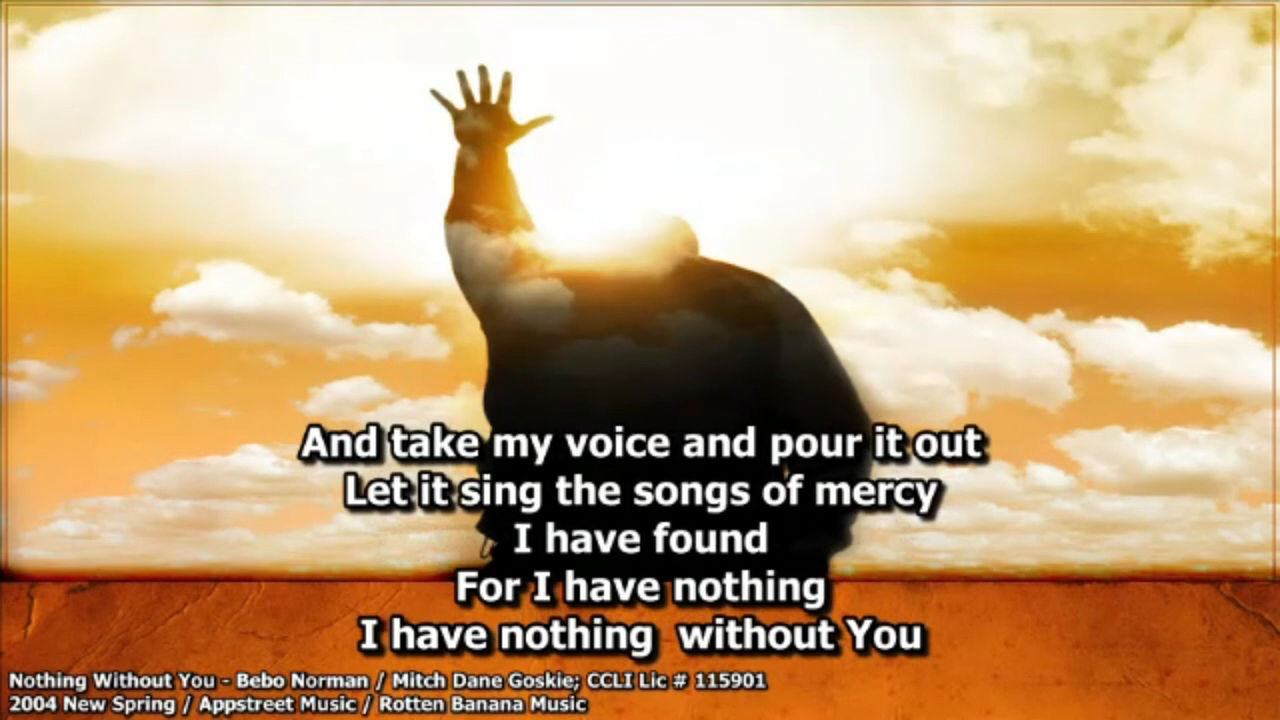 And take my voice and pour it out
Let it sing the songs of mercy
I have found
For I have nothing
I have nothing without You
Nothing Without You - Bebo Norman / Mitch Dane Goskie; CCLI Lic # 115901
2004 New Spring / Appstreet Music / Rotten Banana Music